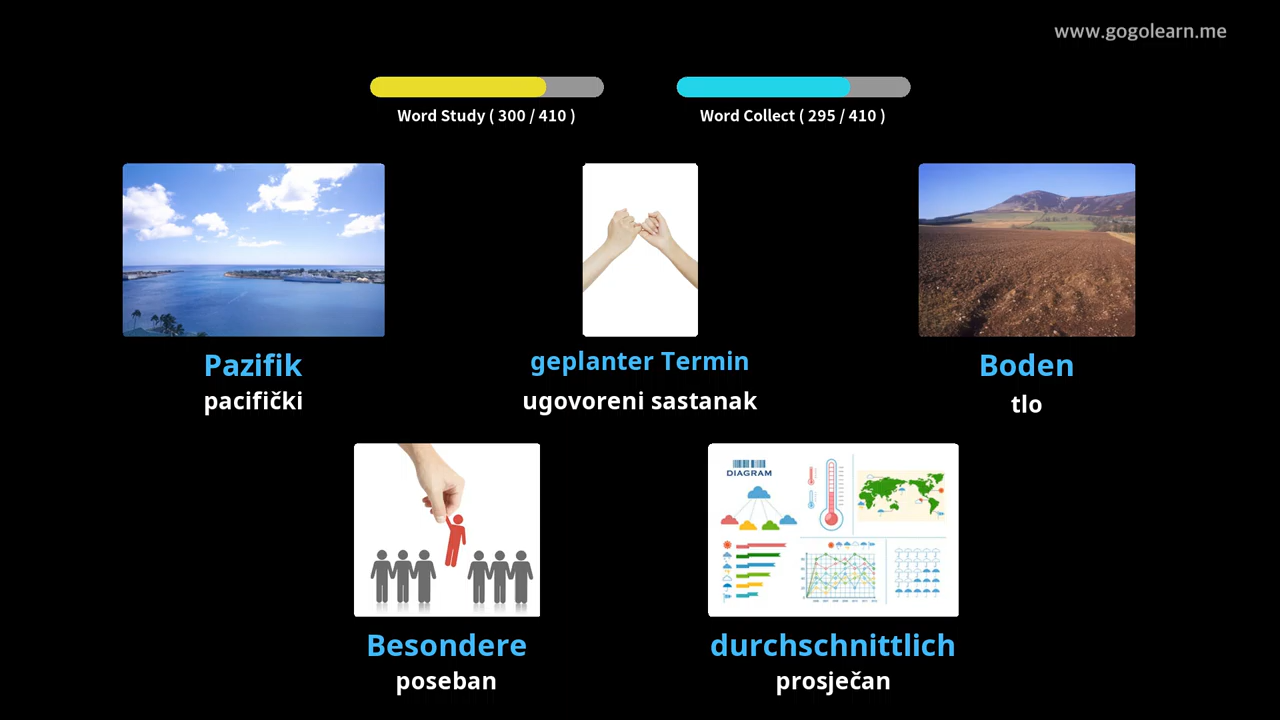 www.gogolearn.me
Word Study ( 300 / 410 )
Word Collect ( 295 / 410 )
Pazifik
pacifički
geplanter Termin
ugovoreni sastanak
Boden
tlo
DIAGRAM
Besondere
poseban
durchschnittlich
prosječan